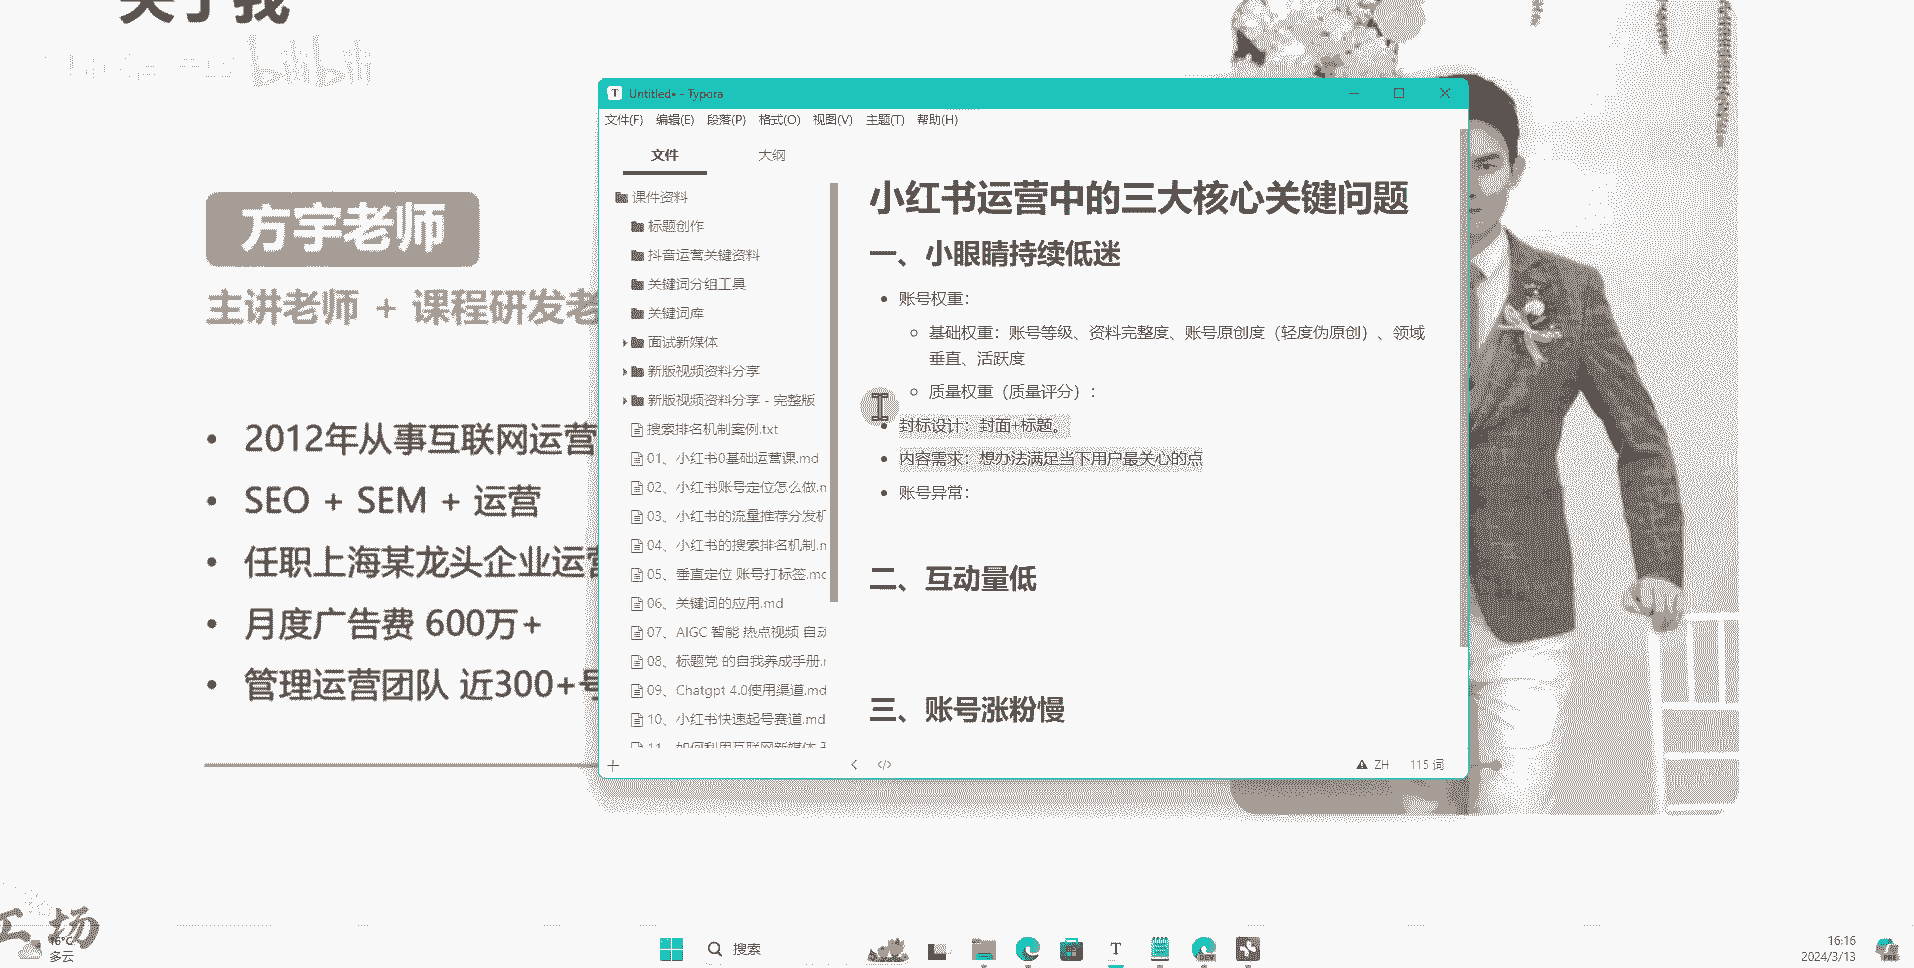 关于我
bilibili
方宇老师
主讲老师 + 课程研发老
• 2012年从事互联网运营
• SEO + SEM + 运营
• 任职上海某龙头企业运营
• 月度广告费 600万+
• 管理运营团队 近300+号
Untitled• - Typora
文件(F) 编辑(E) 段落(P) 格式(O) 视图(V) 主题(T) 帮助(H)
文件 大纲
课件资料
标题创作
抖音运营关键资料
关键词分组工具
关键词库
面试新媒体
新版视频资料分享
新版视频资料分享 - 完整版
搜索排名机制案例.txt
01、小红书0基础运营课.md
02、小红书账号定位怎么做.m
03、小红书的流量推荐分发机
04、小红书的搜索排名机制.m
05、垂直定位 账号打标签.mc
06、关键词的应用.md
07、AIGC 智能 热点视频 自动
08、标题党 的自我养成手册.r
09、Chatgpt 4.0使用渠道.md
10、小红书快速起号赛道.md
11、如何利用互联网新媒体
小红书运营中的三大核心关键问题
一、小眼睛持续低迷
• 账号权重：
基础权重：账号等级、资料完整度、账号原创度（轻度伪原创）、领域
垂直、活跃度
质量权重（质量评分）：
• 封标设计：封面+标题。
• 内容需求：想办法满足当下用户最关心的点
• 账号异常：
二、互动量低
三、账号涨粉慢
ZH 115 词
工场
16°C
多云
搜索
T
DEV
16:16
2024/3/13
PRE